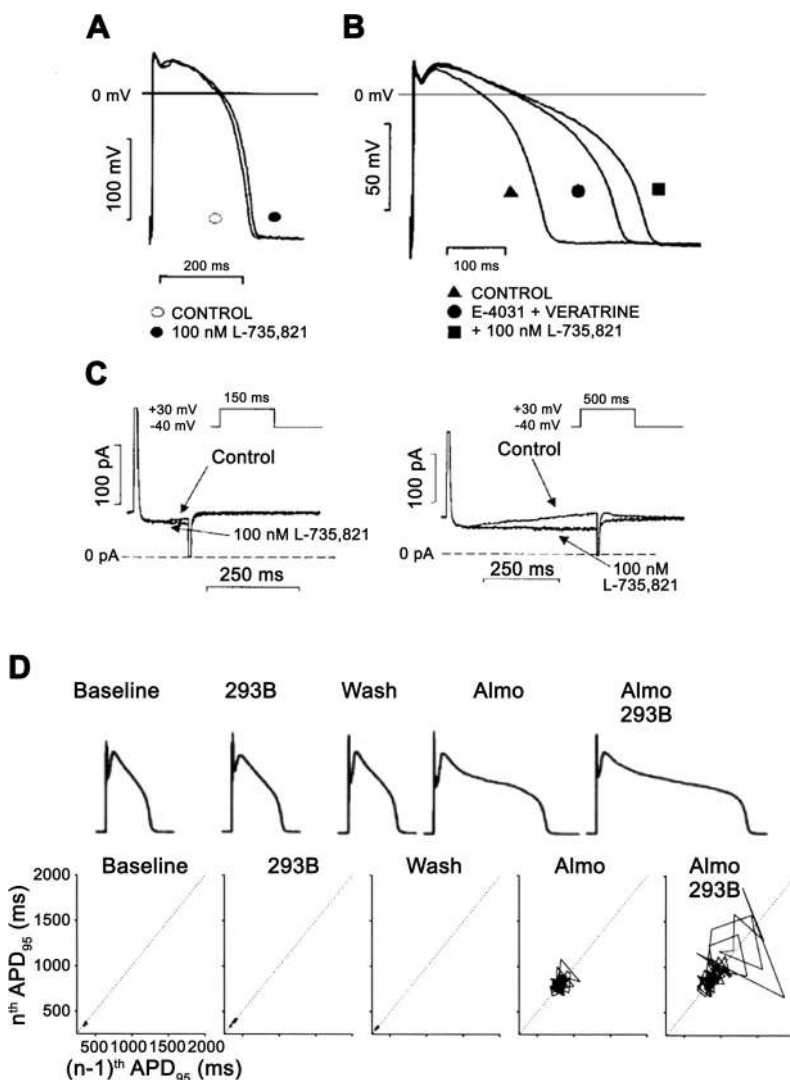 A
0 mV
100 mV
200 ms
CONTROL
100 nM L-735,821
B
0 mV
50 mV
100 ms
CONTROL
E-4031 + VERATRINE
+ 100 nM L-735,821
C
150 ms
+30 mV
-40 mV
100 pA
Control
100 nM L-735,821
0 pA
250 ms
500 ms
+30 mV
-40 mV
100 pA
Control
0 pA
100 nM
L-735,821
250 ms
D
Baseline
293B
Wash
Almo
Almo
293B
Baseline
293B
Wash
Almo
Almo
293B
2000
1500
1000
500
nth APD95 (ms)
500 1000 1500 2000
(n-1)th APD95 (ms)